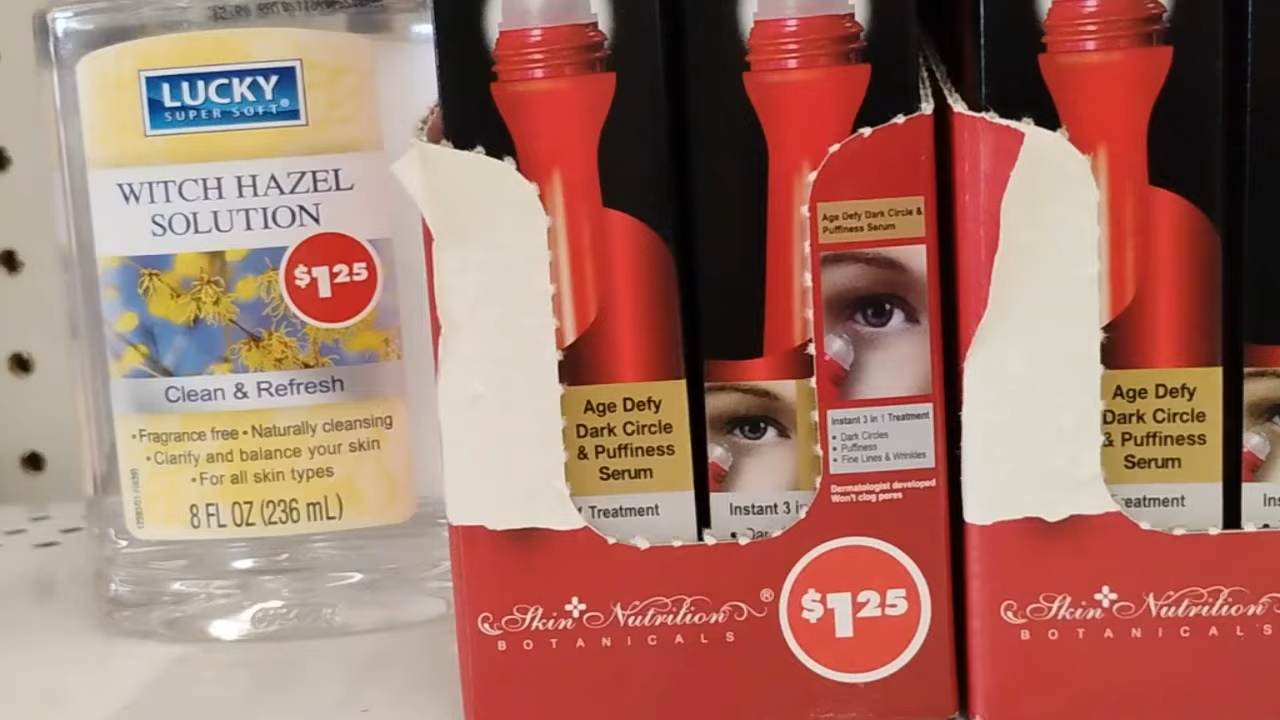 LUCKY
SUPER SOFT®
WITCH HAZEL
SOLUTION
$1.25
Clean & Refresh
•Fragrance free • Naturally cleansing
•Clarify and balance your skin
•For all skin types
8 FL OZ (236 mL)
Age Defy
Dark Circle
& Puffiness
Serum
Treatment
Instant 3 in
Age Defy Dark Circle &
Puffiness Serum
Instant 3 in 1 Treatment
• Dark Circles
• Puffiness
• Fine Lines & Wrinkles
Dermatologist developed
Won't clog pores
Skin Nutrition®
BOTANICALS
$1.25
Age Defy
Dark Circle
& Puffiness
Serum
reatment
Ins
Skin Nutrition
BOTANICALS